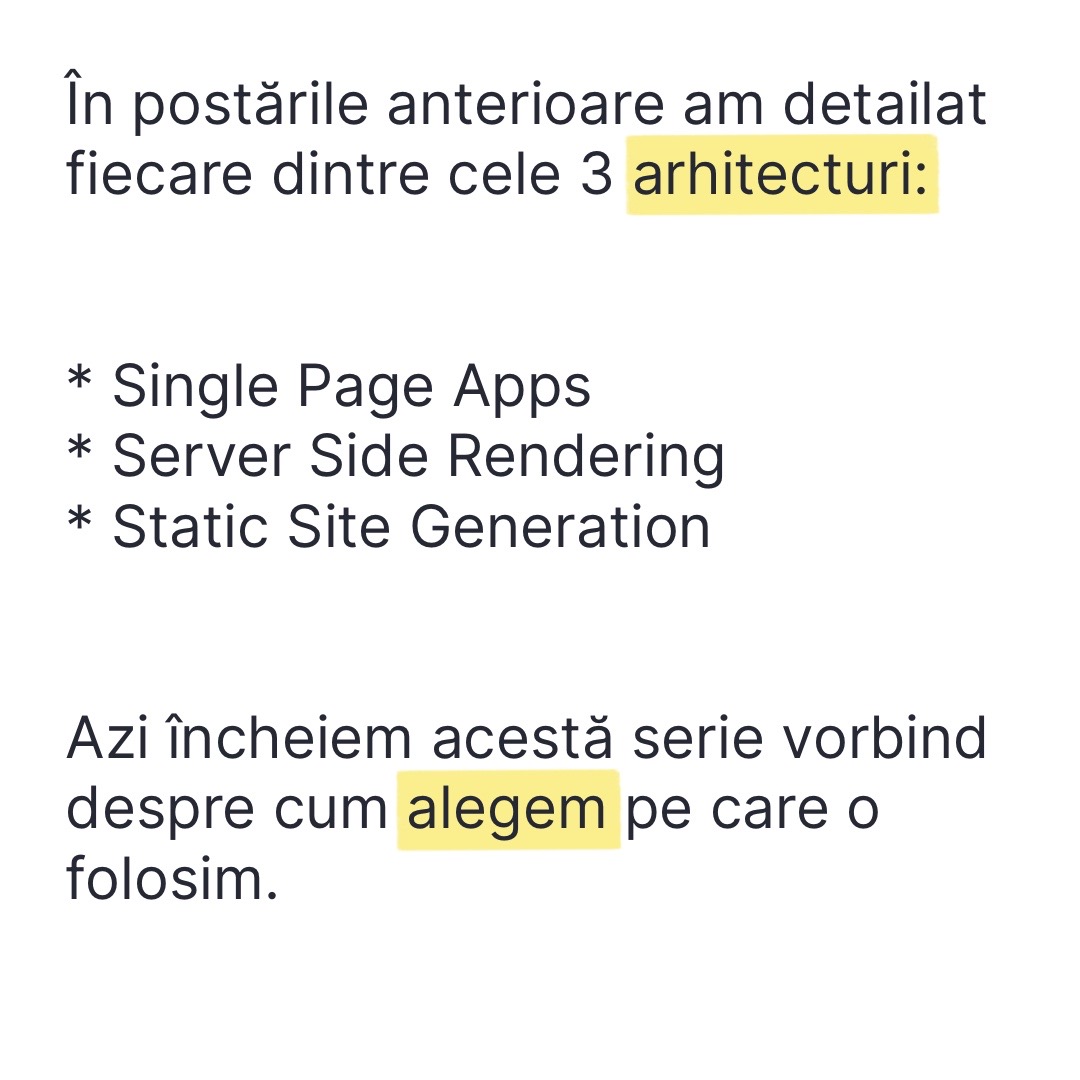 În postările anterioare am detailat
fiecare dintre cele 3 arhitecturi:
* Single Page Apps
* Server Side Rendering
* Static Site Generation
Azi încheiem acestă serie vorbind
despre cum alegem pe care o
folosim.